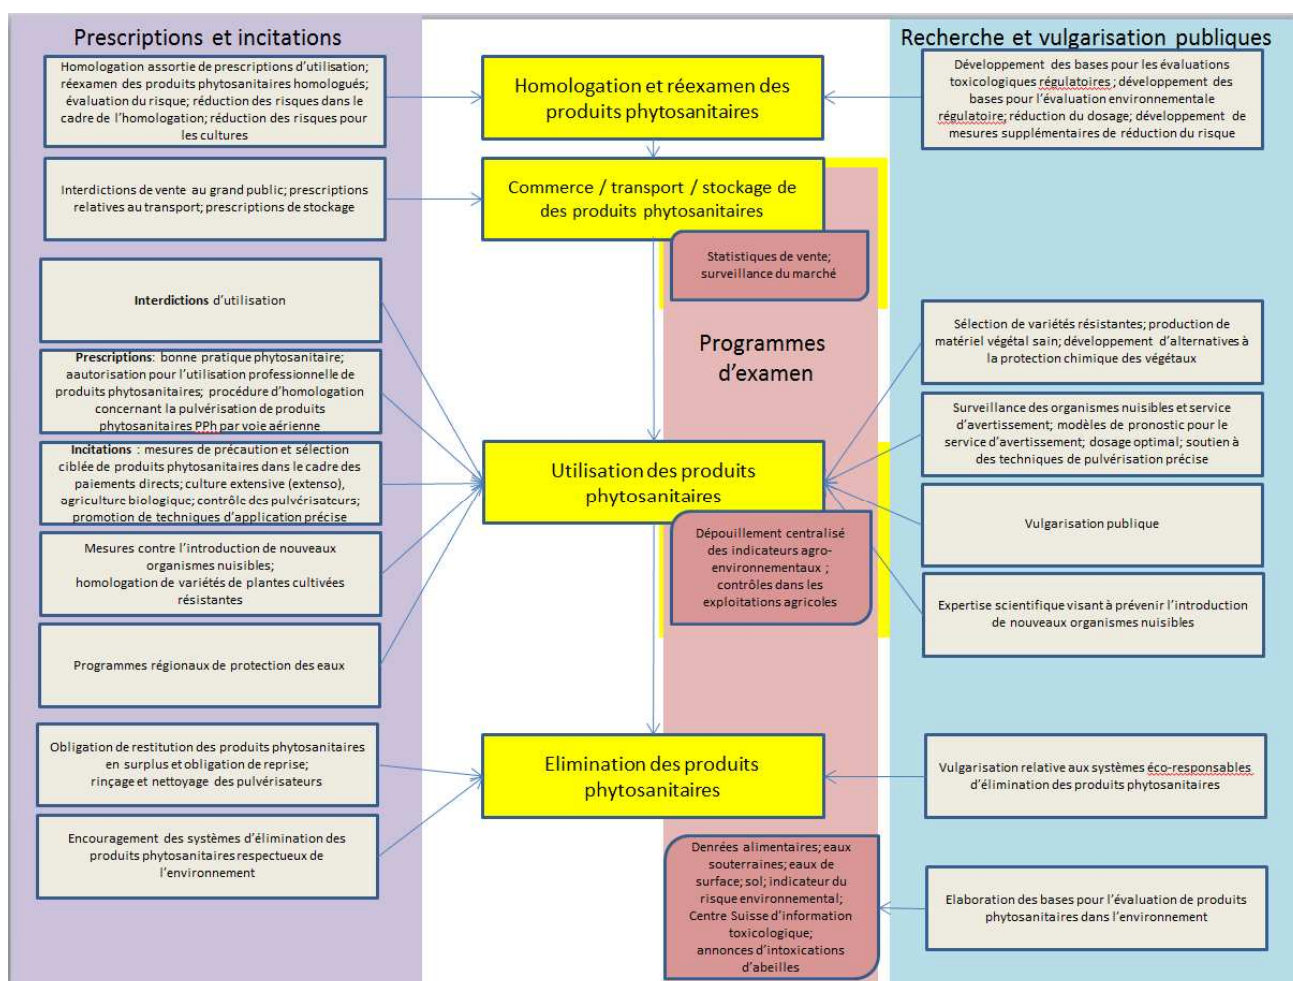 Prescriptions et incitations
Homologation assortie de prescriptions d'utilisation;
réexamen des produits phytosanitaires homologués;
évaluation du risque; réduction des risques dans le
cadre de l'homologation; réduction des risques pour
les cultures
Interdictions de vente au grand public; prescriptions
relatives au transport; prescriptions de stockage
Interdictions d'utilisation
Prescriptions: bonne pratique phytosanitaire;
aautorisation pour l'utilisation professionnelle de
produits phytosanitaires; procédure d'homologation
concernant la pulvérisation de produits
phytosanitaires PPh par voie aérienne
Incitations : mesures de précaution et sélection
ciblée de produits phytosanitaires dans le cadre des
paiements directs; culture extensive (extenso),
agriculture biologique; contrôle des pulvérisateurs;
promotion de techniques d'application précise
Mesures contre l'introduction de nouveaux
organismes nuisibles;
homologation de variétés de plantes cultivées
résistantes
Programmes régionaux de protection des eaux
Obligation de restitution des produits phytosanitaires
en surplus et obligation de reprise;
rinçage et nettoyage des pulvérisateurs
Encouragement des systèmes d'élimination des
produits phytosanitaires respectueux de
l'environnement
Homologation et réexamen des
produits phytosanitaires
Commerce / transport / stockage de
des produits phytosanitaires
Statistiques de vente;
surveillance du marché
Programmes
d'examen
Utilisation des produits
phytosanitaires
Dépouillement centralisé
des indicateurs agro-
environnementaux ;
contrôles dans les
exploitations agricoles
Elimination des produits
phytosanitaires
Denrées alimentaires; eaux
souterraines; eaux de
surface; sol; indicateur du
risque environnemental;
Centre Suisse d'information
toxicologique;
annonces d'intoxications
d'abeilles
Recherche et vulgarisation publiques
Développement des bases pour les évaluations
toxicologiques régulatoires ; développement des
bases pour l'évaluation environnementale
régulatoire; réduction du dosage; développement de
mesures supplémentaires de réduction du risque
Sélection de variétés résistantes; production de
matériel végétal sain; développement d'alternatives à
la protection chimique des végétaux
Surveillance des organismes nuisibles et service
d'avertissement; modèles de pronostic pour le
service d'avertissement; dosage optimal; soutien à
des techniques de pulvérisation précise
Vulgarisation publique
Expertise scientifique visant à prévenir l'introduction
de nouveaux organismes nuisibles
Vulgarisation relative aux systèmes éco-responsables
d'élimination des produits phytosanitaires
Elaboration des bases pour l'évaluation de produits
phytosanitaires dans l'environnement